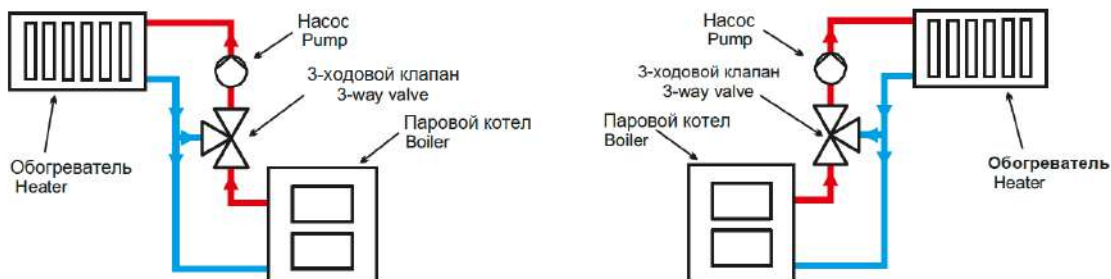 Насос
Pump
3-ходовой клапан
3-way valve
Паровой котел
Boiler
Обогреватель
Heater
Насос
Pump
3-ходовой клапан
3-way valve
Паровой котел
Boiler
Обогреватель
Heater